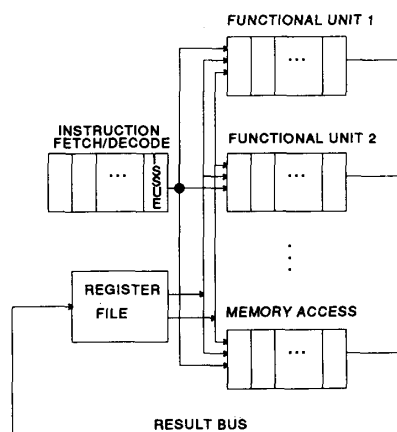 FUNCTIONAL UNIT 1
...
INSTRUCTION
FETCH/DECODE
...
ISSUE
FUNCTIONAL UNIT 2
...
REGISTER
FILE
MEMORY ACCESS
...
RESULT BUS